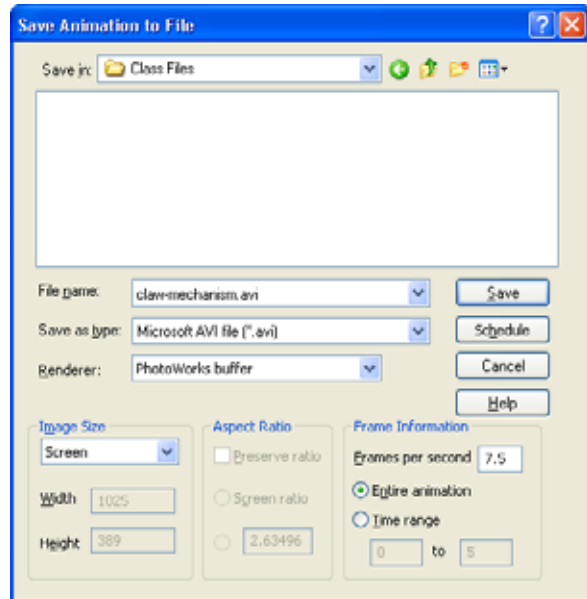 Save Animation to File
Save in: Class Files
File name: claw-mechanism.avi Save
Save as type: Microsoft AVI file (*.avi) Schedule
Renderer: PhotoWorks buffer Cancel
Help
Image Size Aspect Ratio Frame Information
Screen Preserve ratio Frames per second 7.5
Width 1025 Screen ratio Entire animation
Height 389 2.63496 Time range
0 to 5